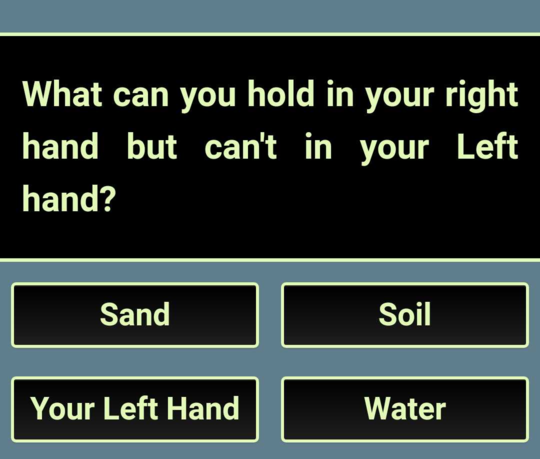 What can you hold in your right
hand but can't in your Left
hand?
Sand
Soil
Your Left Hand
Water